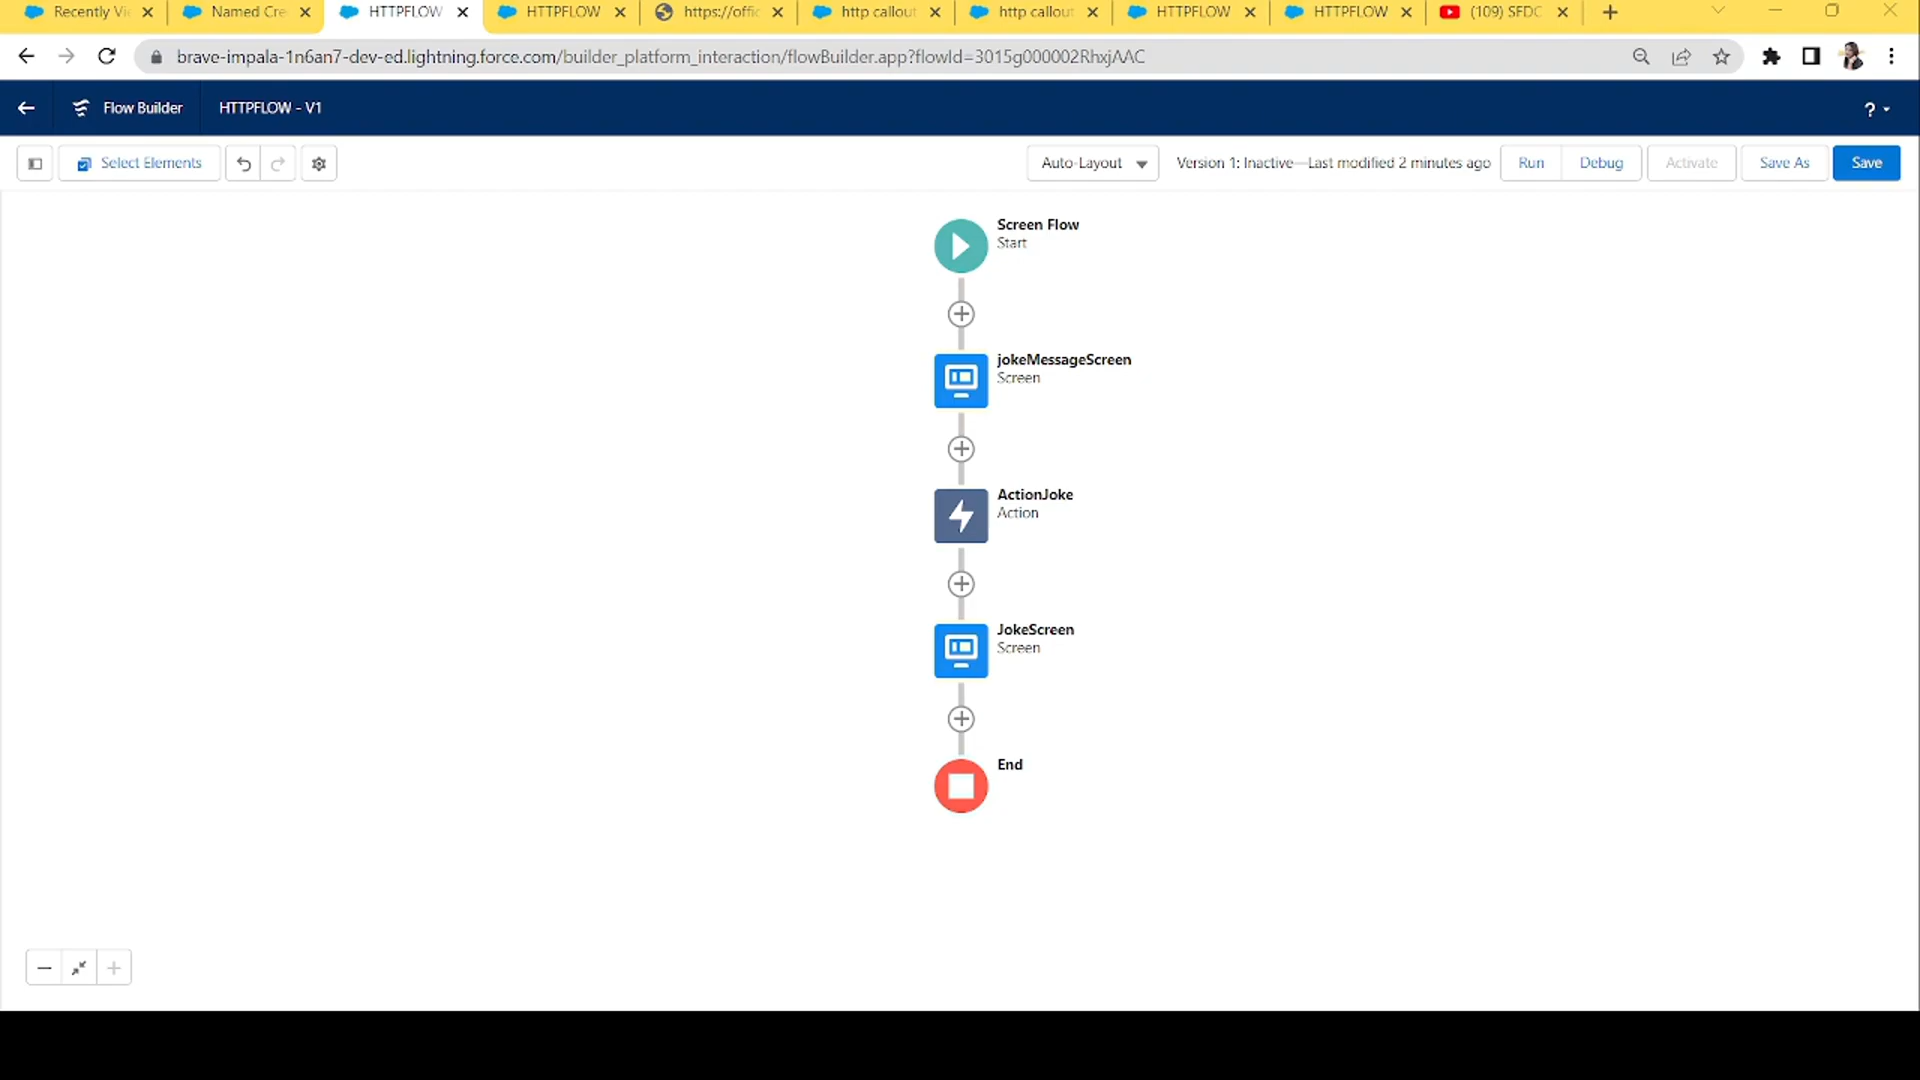 Recently Vi
Named Cre
HTTPFLOW
HTTPFLOW
https://offic
http callout
http callout
HTTPFLOW
HTTPFLOW
(109) SFDC
brave-impala-1n6an7-dev-ed.lightning.force.com/builder_platform_interaction/flowBuilder.app?flowId=3015g000002RhxjAAC
Flow Builder
HTTPFLOW - V1
?
Select Elements
Auto-Layout
Version 1: Inactive—Last modified 2 minutes ago
Run
Debug
Activate
Save As
Save
Screen Flow
Start
jokeMessageScreen
Screen
ActionJoke
Action
JokeScreen
Screen
End